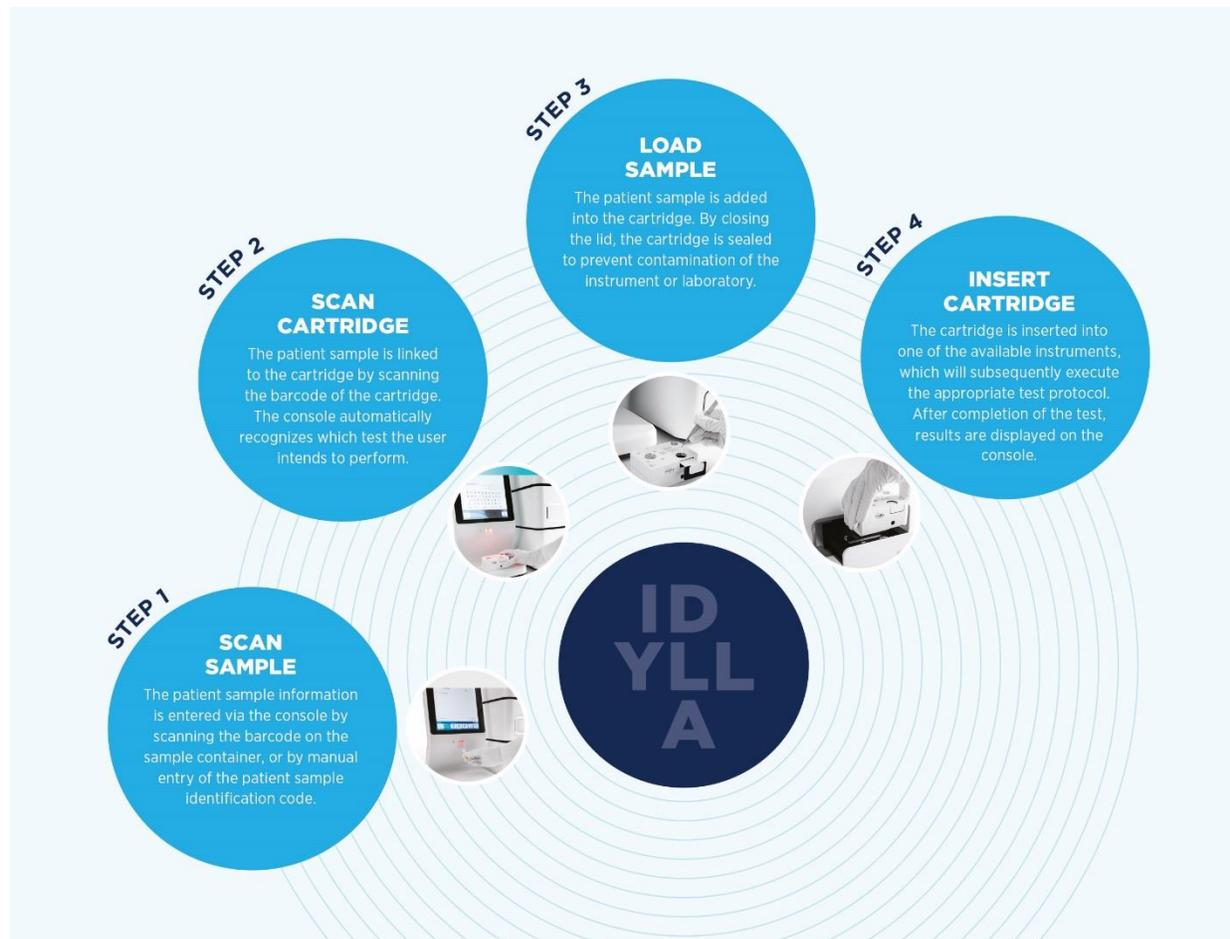 STEP 1
SCAN
SAMPLE
The patient sample information
is entered via the console by
scanning the barcode on the
sample container, or by manual
entry of the patient sample
identification code.
STEP 2
SCAN
CARTRIDGE
The patient sample is linked
to the cartridge by scanning
the barcode of the cartridge.
The console automatically
recognizes which test the user
intends to perform.
STEP 3
LOAD
SAMPLE
The patient sample is added
into the cartridge. By closing
the lid, the cartridge is sealed
to prevent contamination of the
instrument or laboratory.
STEP 4
INSERT
CARTRIDGE
The cartridge is inserted into
one of the available instruments,
which will subsequently execute
the appropriate test protocol.
After completion of the test,
results are displayed on the
console.
ID
YLL
A